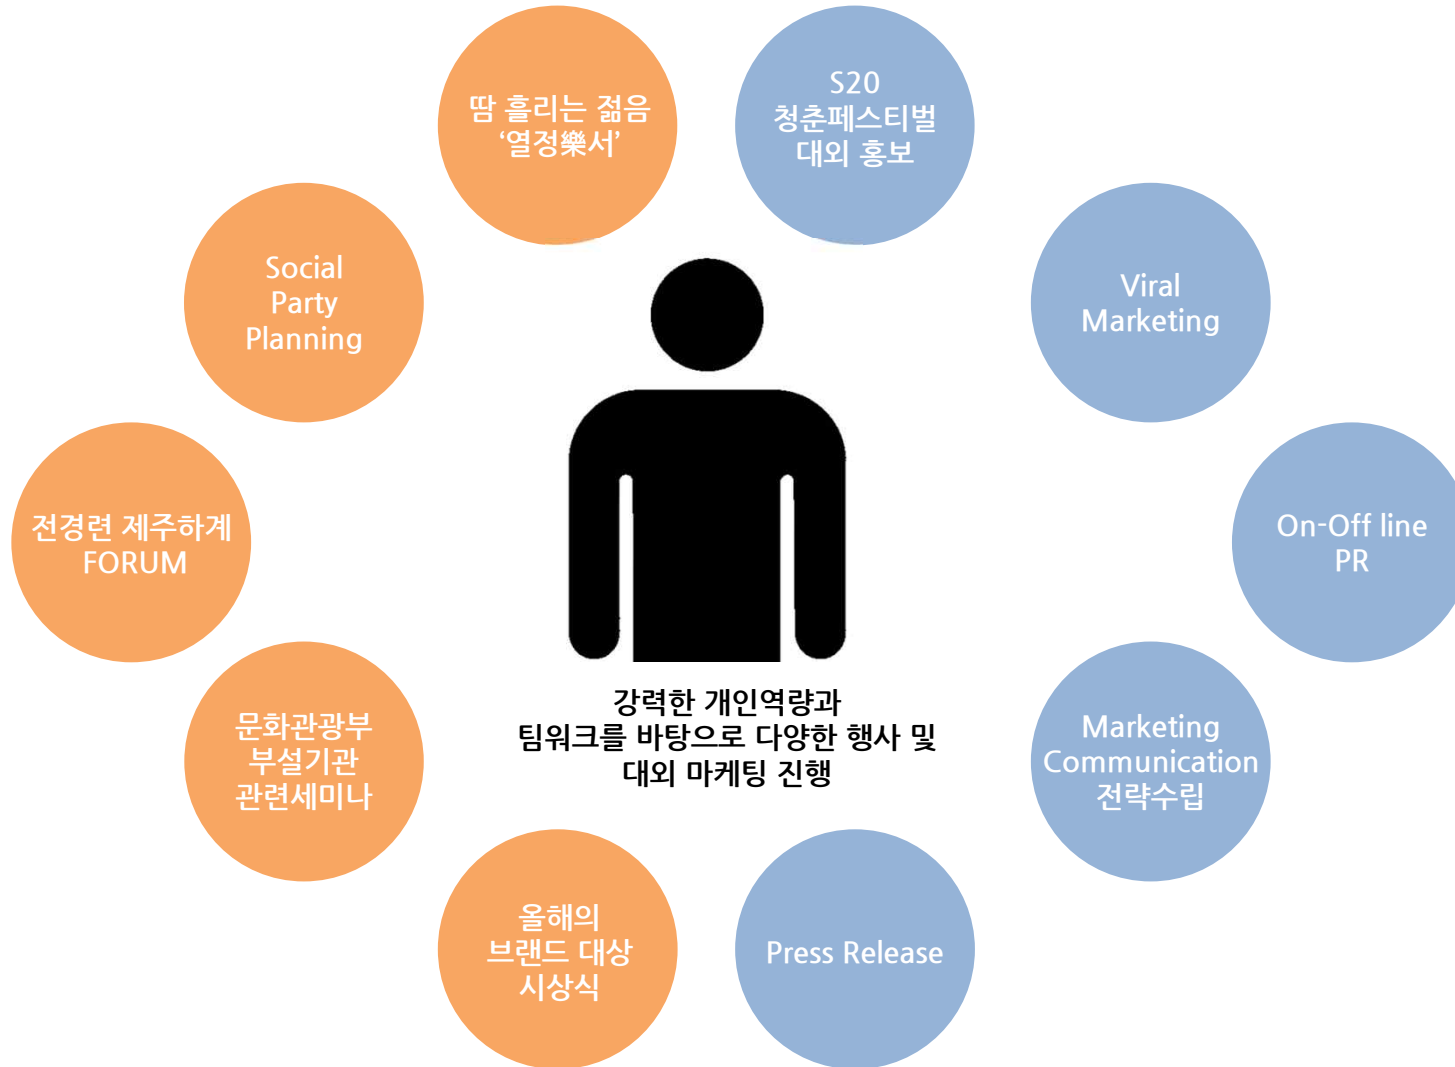 땀 흘리는 젊음
‘열정樂서’
S20
청춘페스티벌
대외 홍보
Social
Party
Planning
Viral
Marketing
전경련 제주하계
FORUM
On-Off line
PR
문화관광부
부설기관
관련세미나
강력한 개인역량과
팀워크를 바탕으로 다양한 행사 및
대외 마케팅 진행
Marketing
Communication
전략수립
올해의
브랜드 대상
시상식
Press Release